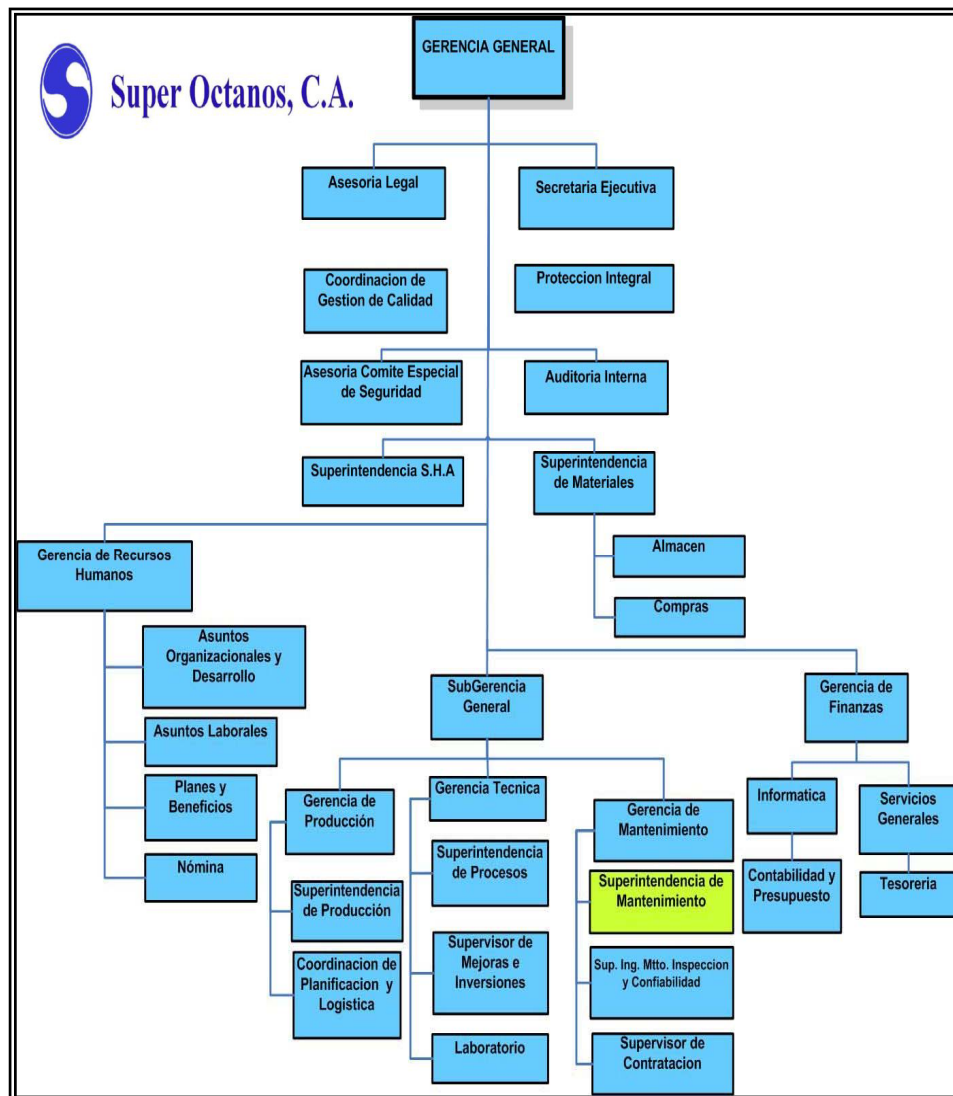 GERENCIA GENERAL
Super Octanos, C.A.
Asesoria Legal
Secretaria Ejecutiva
Coordinacion de
Gestion de Calidad
Proteccion Integral
Asesoria Comite Especial
de Seguridad
Auditoria Interna
Superintendencia S.H.A
Superintendencia
de Materiales
Almacen
Compras
Gerencia de Recursos
Humanos
Asuntos
Organizacionales y
Desarrollo
Asuntos Laborales
Planes y
Beneficios
Nómina
SubGerencia
General
Gerencia de
Finanzas
Gerencia de
Producción
Superintendencia
de Producción
Coordinacion de
Planificacion y
Logistica
Gerencia Tecnica
Superintendencia
de Procesos
Supervisor de
Mejoras e
Inversiones
Laboratorio
Gerencia de
Mantenimiento
Superintendencia de
Mantenimiento
Sup. Ing. Mtto. Inspeccion
y Confiabilidad
Supervisor de
Contratacion
Informatica
Contabilidad y
Presupuesto
Servicios
Generales
Tesoreria